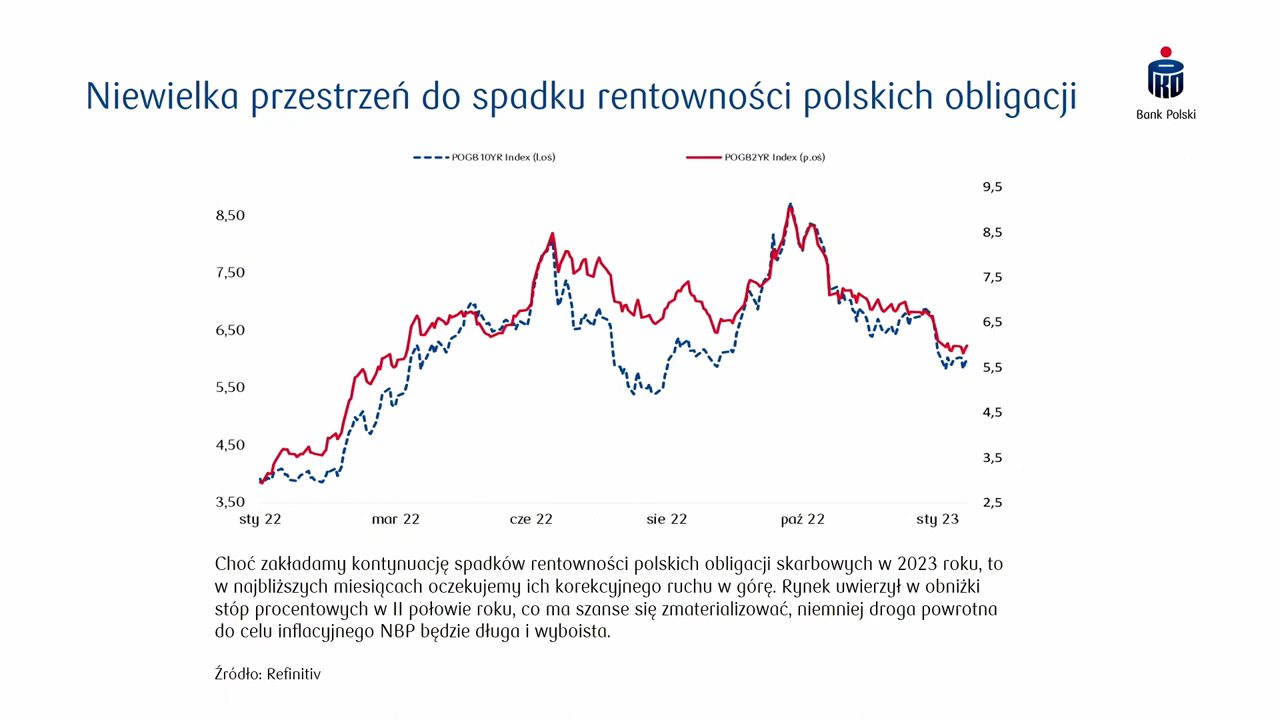 Niewielka przestrzeń do spadku rentowności polskich obligacji
PKO
Bank Polski
POGB10YR Index (l.oś)
POGB2YR Index (p.oś)
8,50
7,50
6,50
5,50
4,50
3,50
9,5
8,5
7,5
6,5
5,5
4,5
3,5
2,5
sty 22
mar 22
cze 22
sie 22
paź 22
sty 23
Choć zakładamy kontynuację spadków rentowności polskich obligacji skarbowych w 2023 roku, to
w najbliższych miesiącach oczekujemy ich korekcyjnego ruchu w górę. Rynek uwierzył w obniżki
stóp procentowych w II połowie roku, co ma szanse się zmaterializować, niemniej droga powrotna
do celu inflacyjnego NBP będzie długa i wyboista.
Źródło: Refinitiv